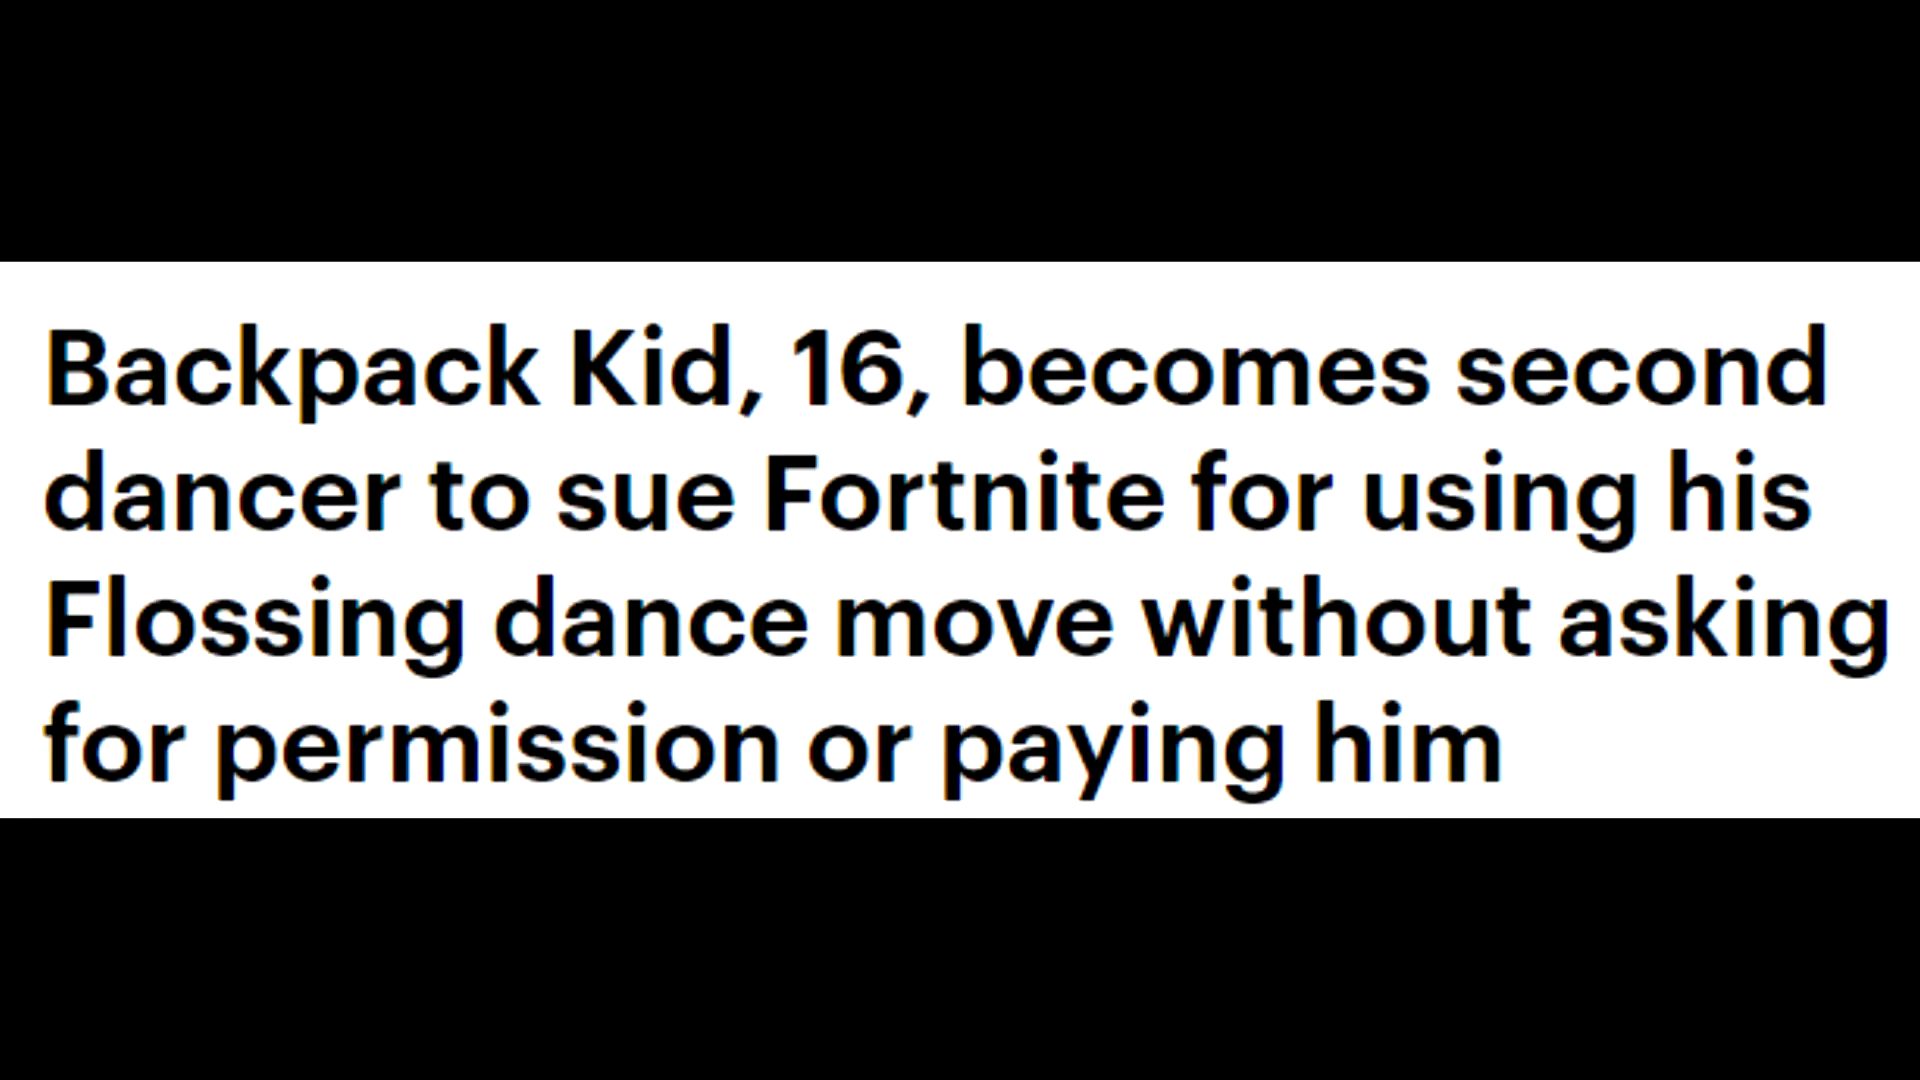 Backpack Kid, 16, becomes second
dancer to sue Fortnite for using his
Flossing dance move without asking
for permission or paying him